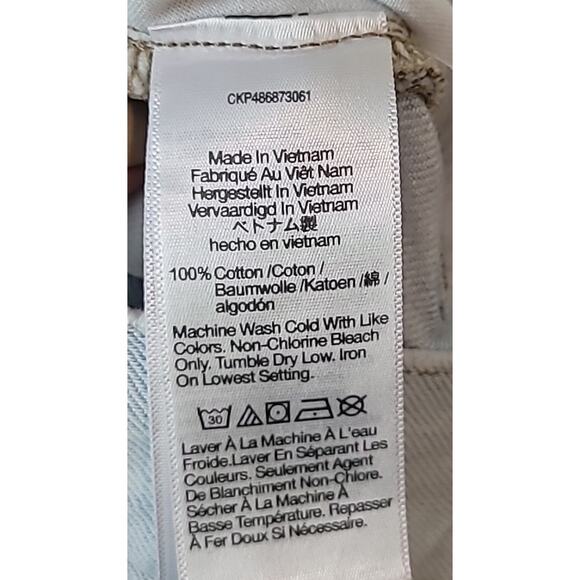 CKP486873061
Made In Vietnam
Fabriqué Au Viêt Nam
Hergestellt In Vietnam
Vervaardigd In Vietnam
ベトナム製
hecho en vietnam
100% Cotton /Coton /
Baumwolle /Katoen /綿 /
algodón
Machine Wash Cold With Like
Colors. Non-Chlorine Bleach
Only. Tumble Dry Low. Iron
On Lowest Setting.
30
Laver À La Machine À L'eau
Froide.Laver En Séparant Les
Couleurs. Seulement Agent
De Blanchiment Non-Chlore.
Sécher À La Machine À
Basse Température. Repasser
À Fer Doux Si Nécessaire.